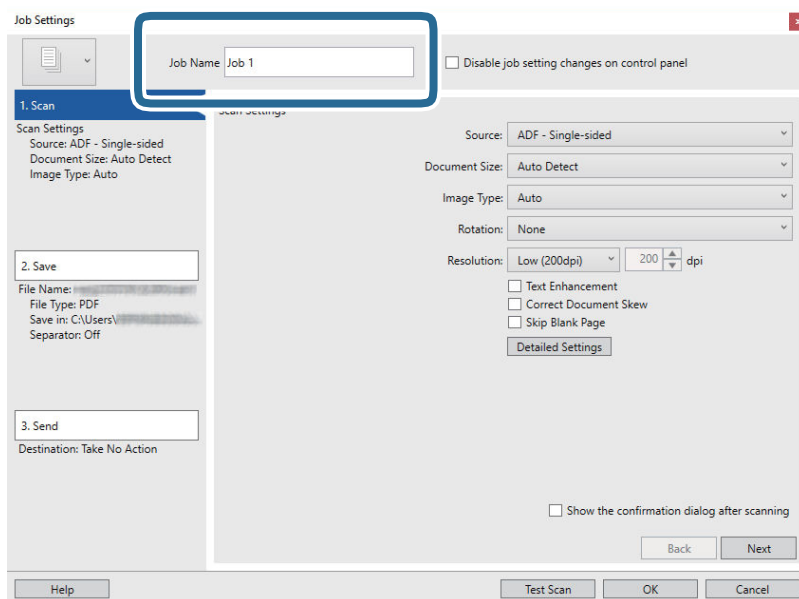 Job Settings
Job Name Job 1
Disable job setting changes on control panel
1. Scan
Scan Settings
Source: ADF - Single-sided
Document Size: Auto Detect
Image Type: Auto
2. Save
File Name:
File Type: PDF
Save in: C:\Users\
Separator: Off
3. Send
Destination: Take No Action
Scan Settings
Source: ADF - Single-sided
Document Size: Auto Detect
Image Type: Auto
Rotation: None
Resolution: Low (200dpi) 200 dpi
Text Enhancement
Correct Document Skew
Skip Blank Page
Detailed Settings
Show the confirmation dialog after scanning
Back Next
Help Test Scan OK Cancel